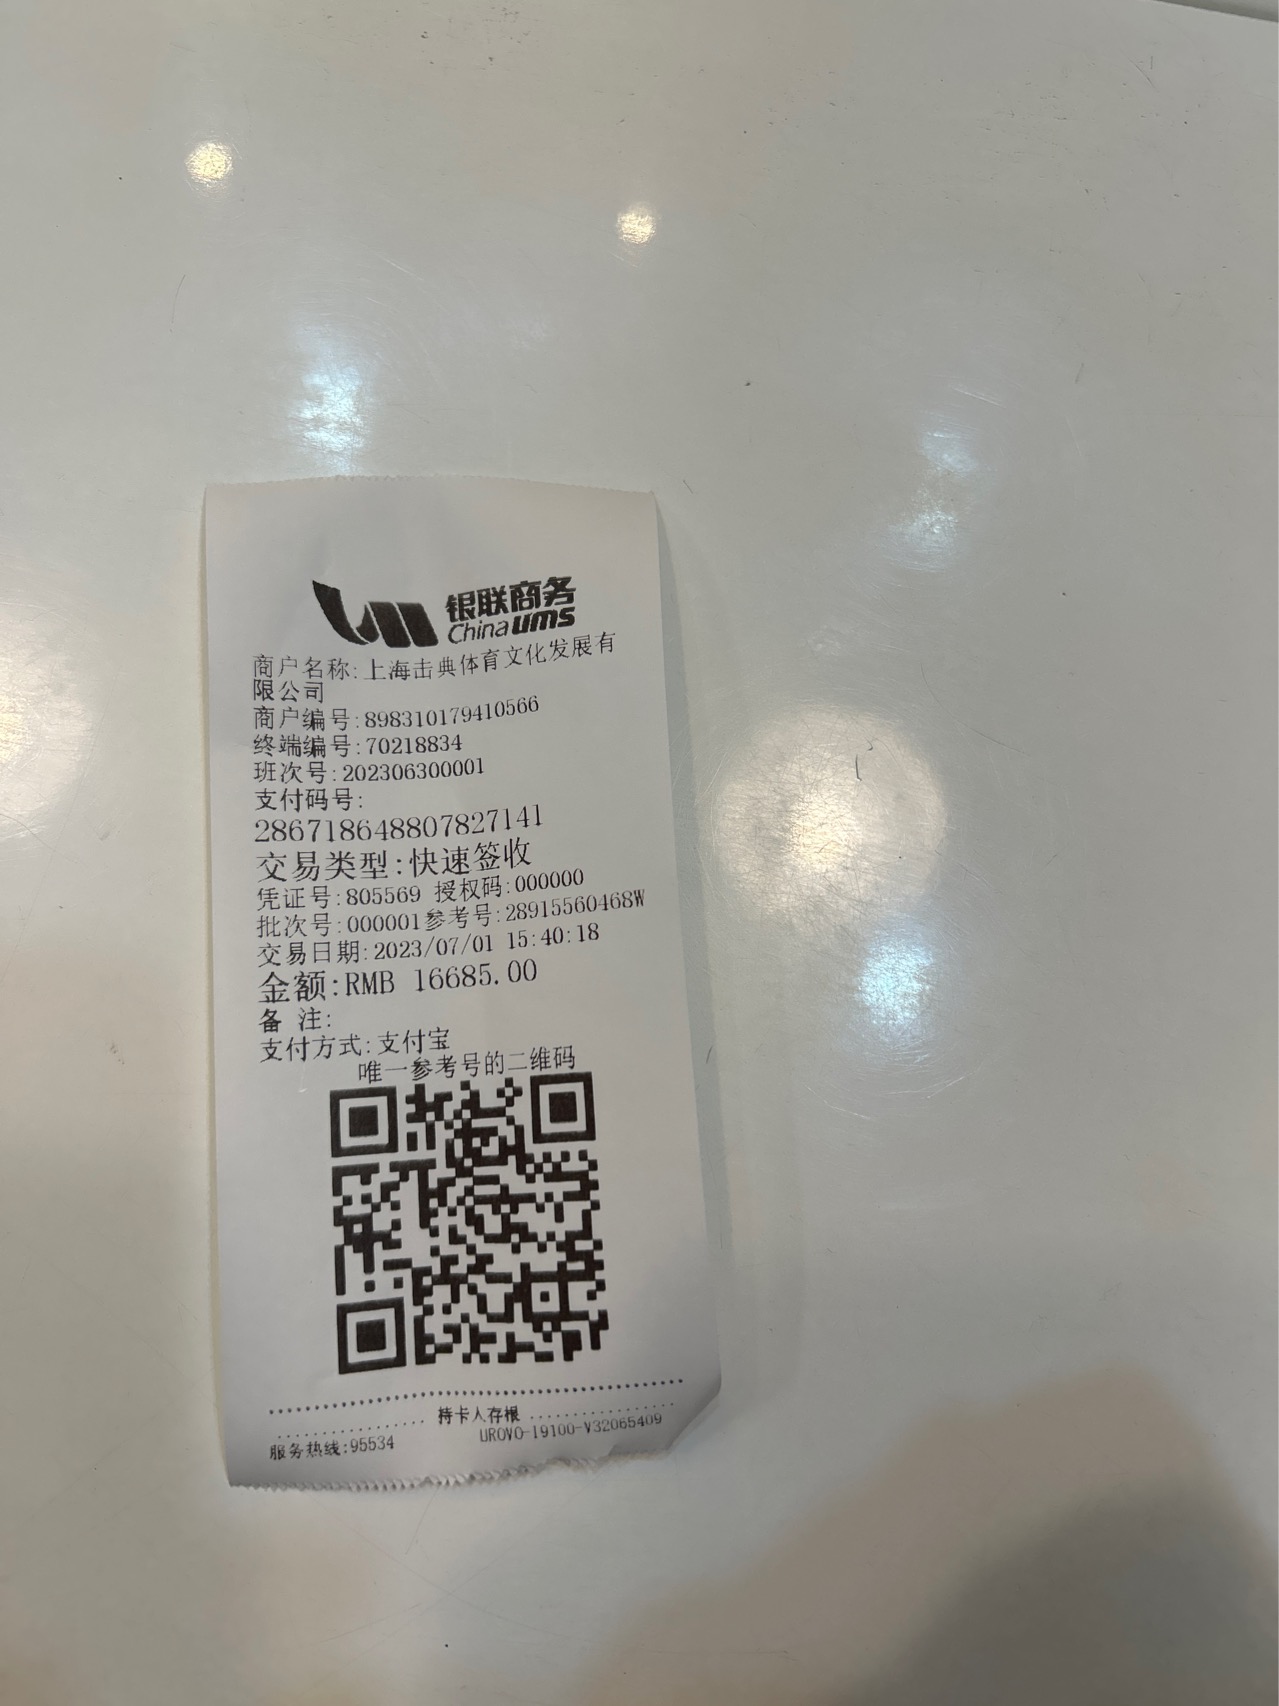 银联商务
China ums
商户名称:上海击典体育文化发展有
限公司
商户编号:898310179410566
终端编号:70218834
班次号:202306300001
支付码号:
286718648807827141
交易类型:快速签收
凭证号:805569 授权码:000000
批次号:000001参考号:28915560468W
交易日期:2023/07/01 15:40:18
金额:RMB 16685.00
备 注:
支付方式:支付宝
唯一参考号的二维码
持卡人存根
服务热线:95534 UROVO-I9100-V32065409